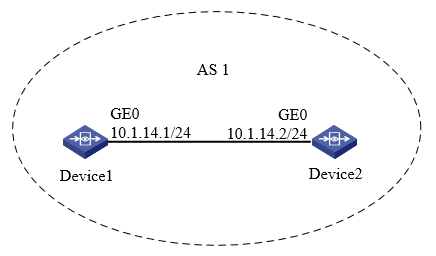 AS 1
GE0
10.1.14.1/24
GE0
10.1.14.2/24
Device1
Device2